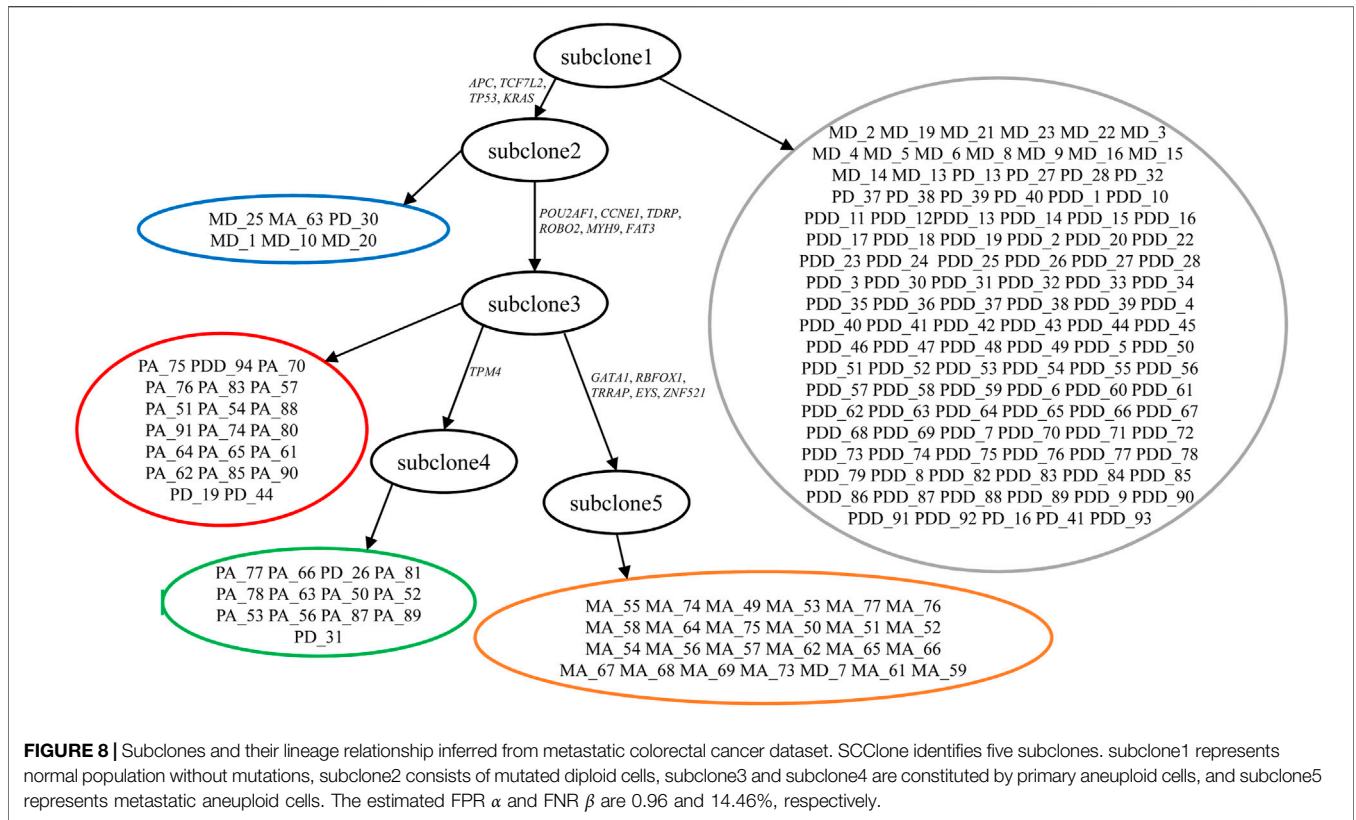 subclone1
APC, TCF7L2,
TP53, KRAS
subclone2
MD_25 MA_63 PD_30
MD_1 MD_10 MD_20
POU2AF1, CCNE1, TDRP,
ROBO2, MYH9, FAT3
subclone3
PA_75 PDD_94 PA_70
PA_76 PA_83 PA_57
PA_51 PA_54 PA_88
PA_91 PA_74 PA_80
PA_64 PA_65 PA_61
PA_62 PA_85 PA_90
PD_19 PD_44
TPM4
GATA1, RBFOX1,
TRRAP, EYS, ZNF521
subclone4
subclone5
PA_77 PA_66 PD_26 PA_81
PA_78 PA_63 PA_50 PA_52
PA_53 PA_56 PA_87 PA_89
PD_31
MA_55 MA_74 MA_49 MA_53 MA_77 MA_76
MA_58 MA_64 MA_75 MA_50 MA_51 MA_52
MA_54 MA_56 MA_57 MA_62 MA_65 MA_66
MA_67 MA_68 MA_69 MA_73 MD_7 MA_61 MA_59
MD_2 MD_19 MD_21 MD_23 MD_22 MD_3
MD_4 MD_5 MD_6 MD_8 MD_9 MD_16 MD_15
MD_14 MD_13 PD_13 PD_27 PD_28 PD_32
PD_37 PD_38 PD_39 PD_40 PDD_1 PDD_10
PDD_11 PDD_12PDD_13 PDD_14 PDD_15 PDD_16
PDD_17 PDD_18 PDD_19 PDD_2 PDD_20 PDD_22
PDD_23 PDD_24 PDD_25 PDD_26 PDD_27 PDD_28
PDD_3 PDD_30 PDD_31 PDD_32 PDD_33 PDD_34
PDD_35 PDD_36 PDD_37 PDD_38 PDD_39 PDD_4
PDD_40 PDD_41 PDD_42 PDD_43 PDD_44 PDD_45
PDD_46 PDD_47 PDD_48 PDD_49 PDD_5 PDD_50
PDD_51 PDD_52 PDD_53 PDD_54 PDD_55 PDD_56
PDD_57 PDD_58 PDD_59 PDD_6 PDD_60 PDD_61
PDD_62 PDD_63 PDD_64 PDD_65 PDD_66 PDD_67
PDD_68 PDD_69 PDD_7 PDD_70 PDD_71 PDD_72
PDD_73 PDD_74 PDD_75 PDD_76 PDD_77 PDD_78
PDD_79 PDD_8 PDD_82 PDD_83 PDD_84 PDD_85
PDD_86 PDD_87 PDD_88 PDD_89 PDD_9 PDD_90
PDD_91 PDD_92 PD_16 PD_41 PDD_93
FIGURE 8 | Subclones and their lineage relationship inferred from metastatic colorectal cancer dataset. SCClone identifies five subclones. subclone1 represents
normal population without mutations, subclone2 consists of mutated diploid cells, subclone3 and subclone4 are constituted by primary aneuploid cells, and subclone5
represents metastatic aneuploid cells. The estimated FPR α and FNR β are 0.96 and 14.46%, respectively.